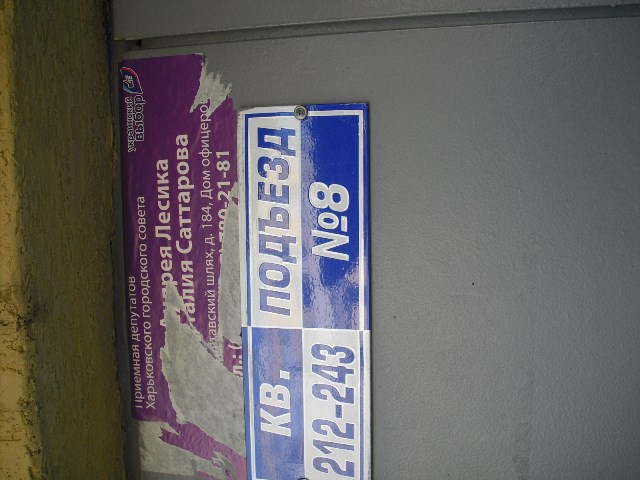 украинский
выбор
Приемная депутатов
Харьковского городского совета
Андрея Лесика
Саттарова
шлях, д. 184, Дом офицеров
-21-81
ПОДЪЕЗД
№8
КВ.
212-243